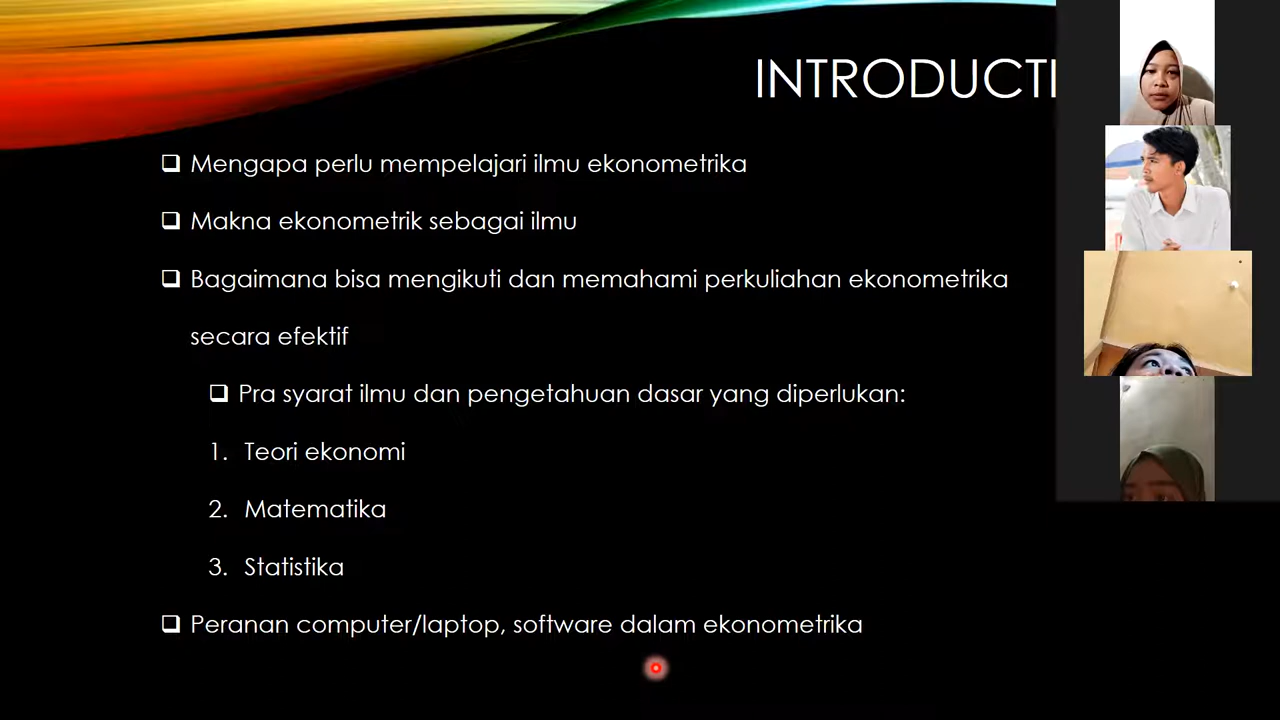 INTRODUCTI
❑ Mengapa perlu mempelajari ilmu ekonometrika
❑ Makna ekonometrik sebagai ilmu
❑ Bagaimana bisa mengikuti dan memahami perkuliahan ekonometrika
secara efektif
❑ Pra syarat ilmu dan pengetahuan dasar yang diperlukan:
1. Teori ekonomi
2. Matematika
3. Statistika
❑ Peranan computer/laptop, software dalam ekonometrika